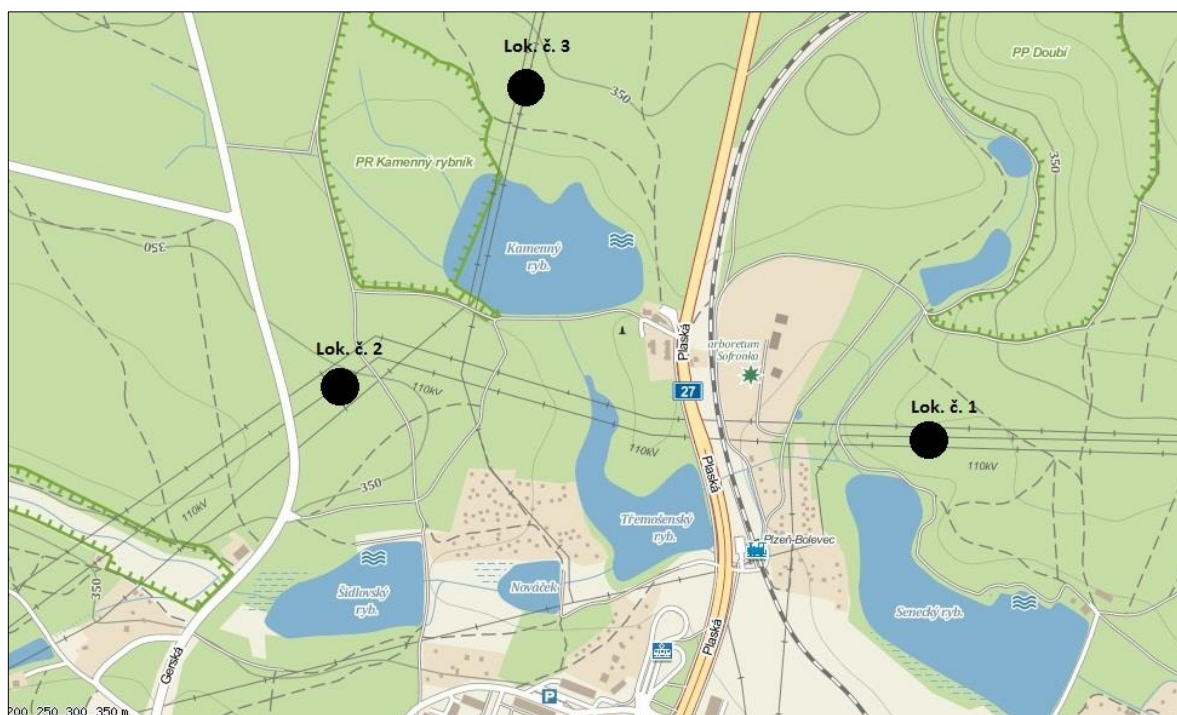 Lok. č. 3
350
PP Doubí
350
PR Kamenný rybník
Kamenný
ryb.
350
Plaská
arboretum
Sofronka
Lok. č. 2
27
Lok. č. 1
110kV
110kV
110kV
350
Plaská
110kV
Třemošenský
ryb.
Plzeň-Bolevec
350
Šídlovský
ryb.
Nováček
Senecký ryb.
Gerská
Plaská
P
200 250 300 350 m